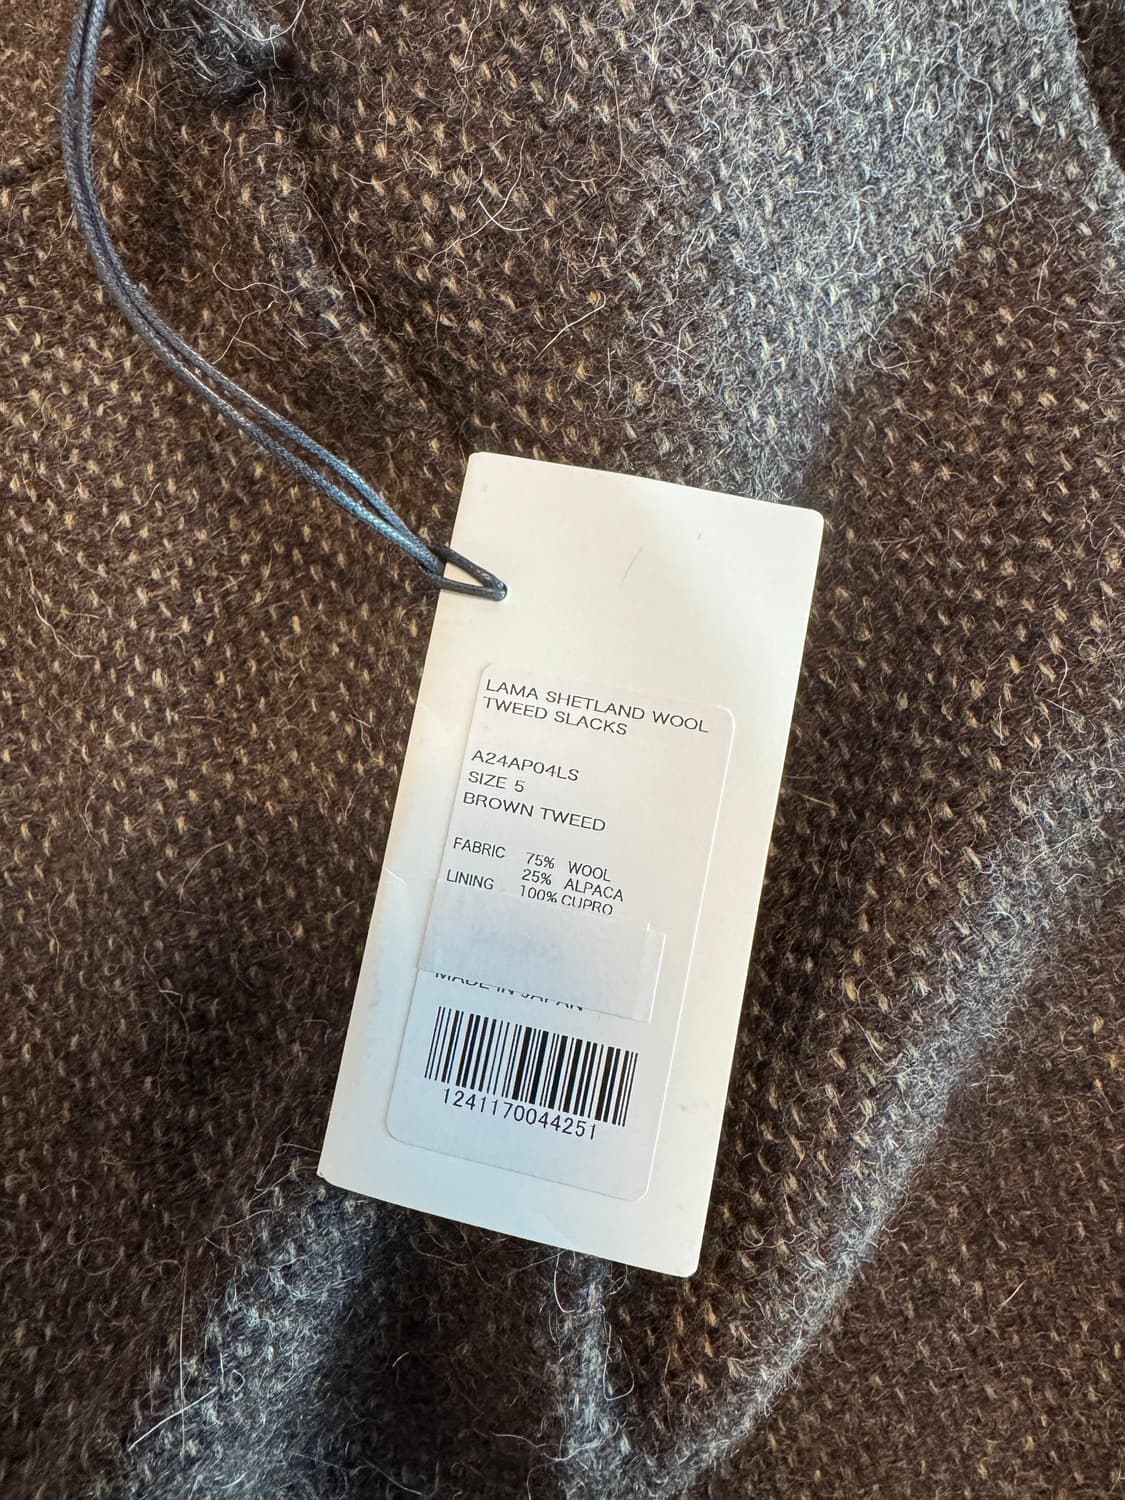 LAMA SHETLAND WOOL
TWEED SLACKS
A24AP04LS
SIZE 5
BROWN TWEED
FABRIC 75% WOOL
25% ALPACA
LINING 100% CUPRO
MADE IN JAPAN
1241170044251